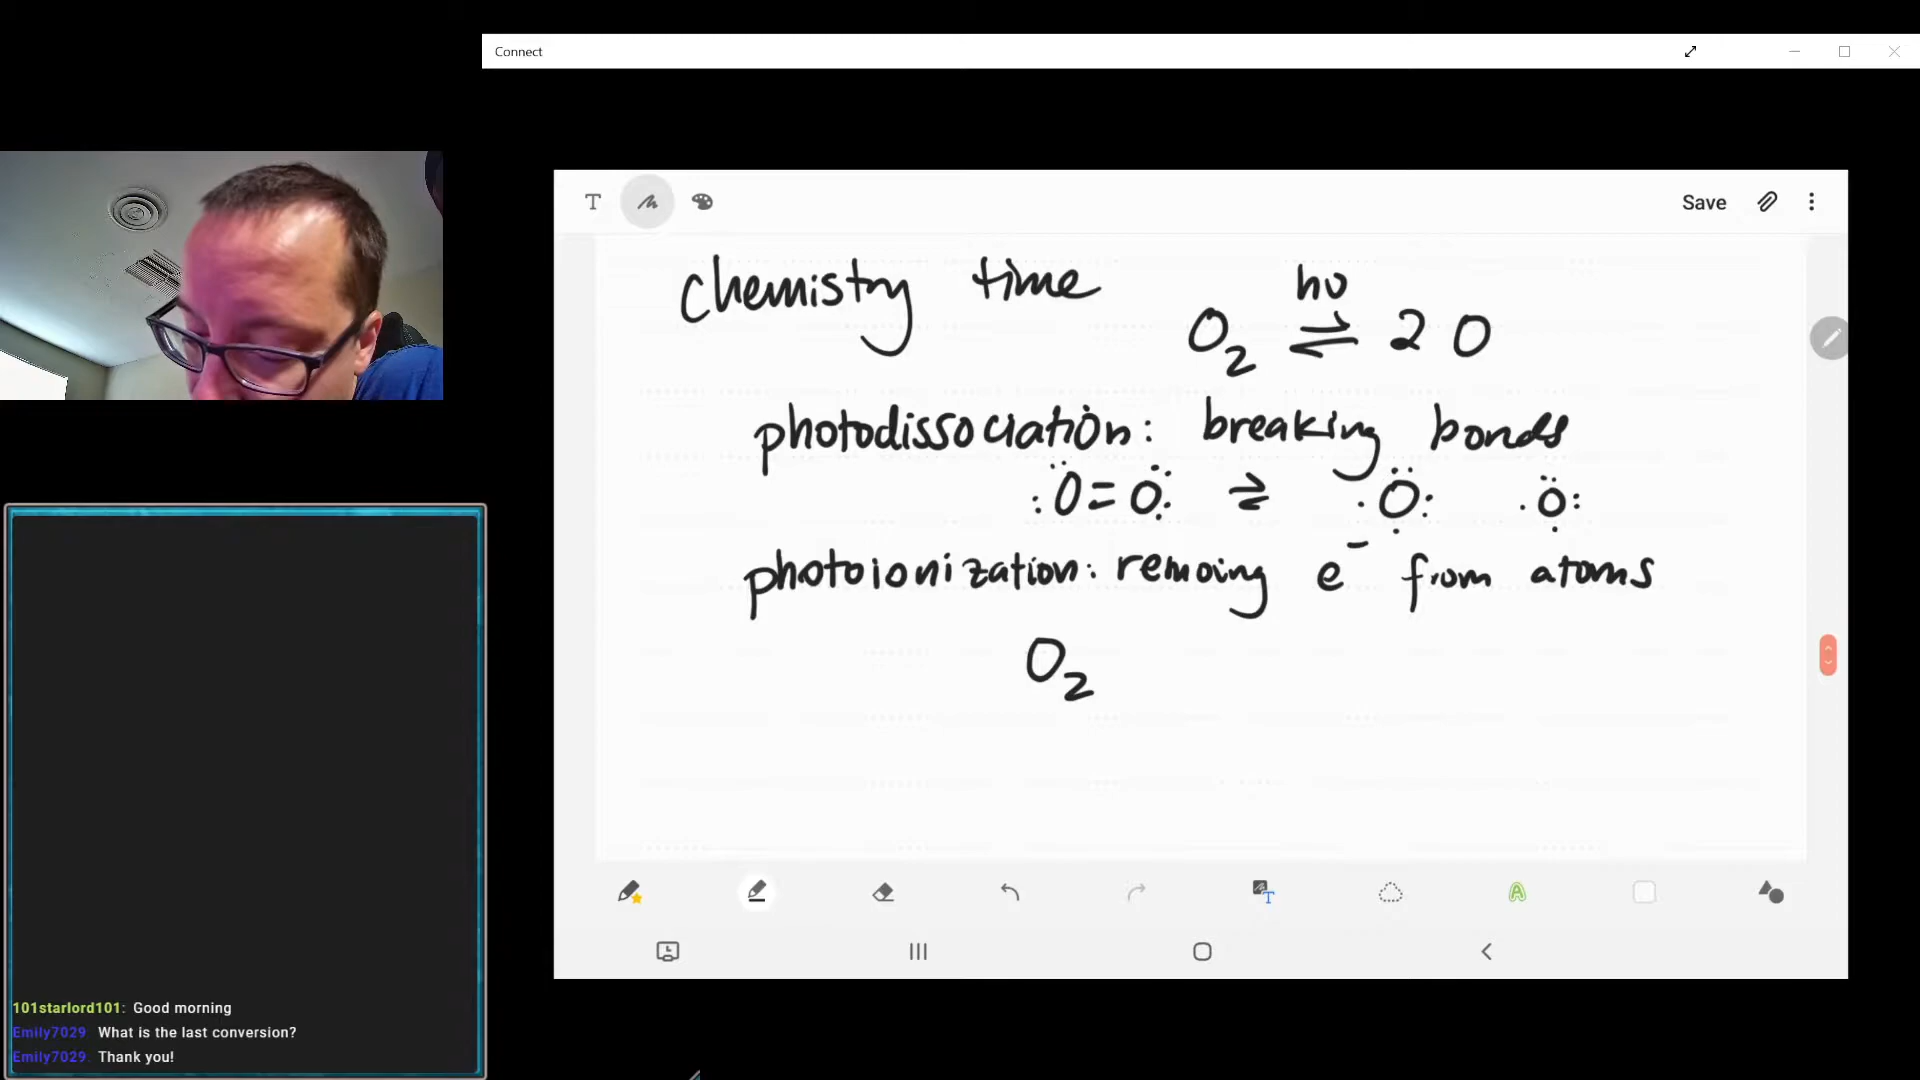 Connect
Save
chemistry time
hν
O₂ ⇌ 2 O
photodissociation: breaking bonds
:Ö=Ö: ⇌ ·Ö: ·Ö:
photoionization: remoing e⁻ from atoms
O₂
101starlord101: Good morning
Emily7029: What is the last conversion?
Emily7029: Thank you!